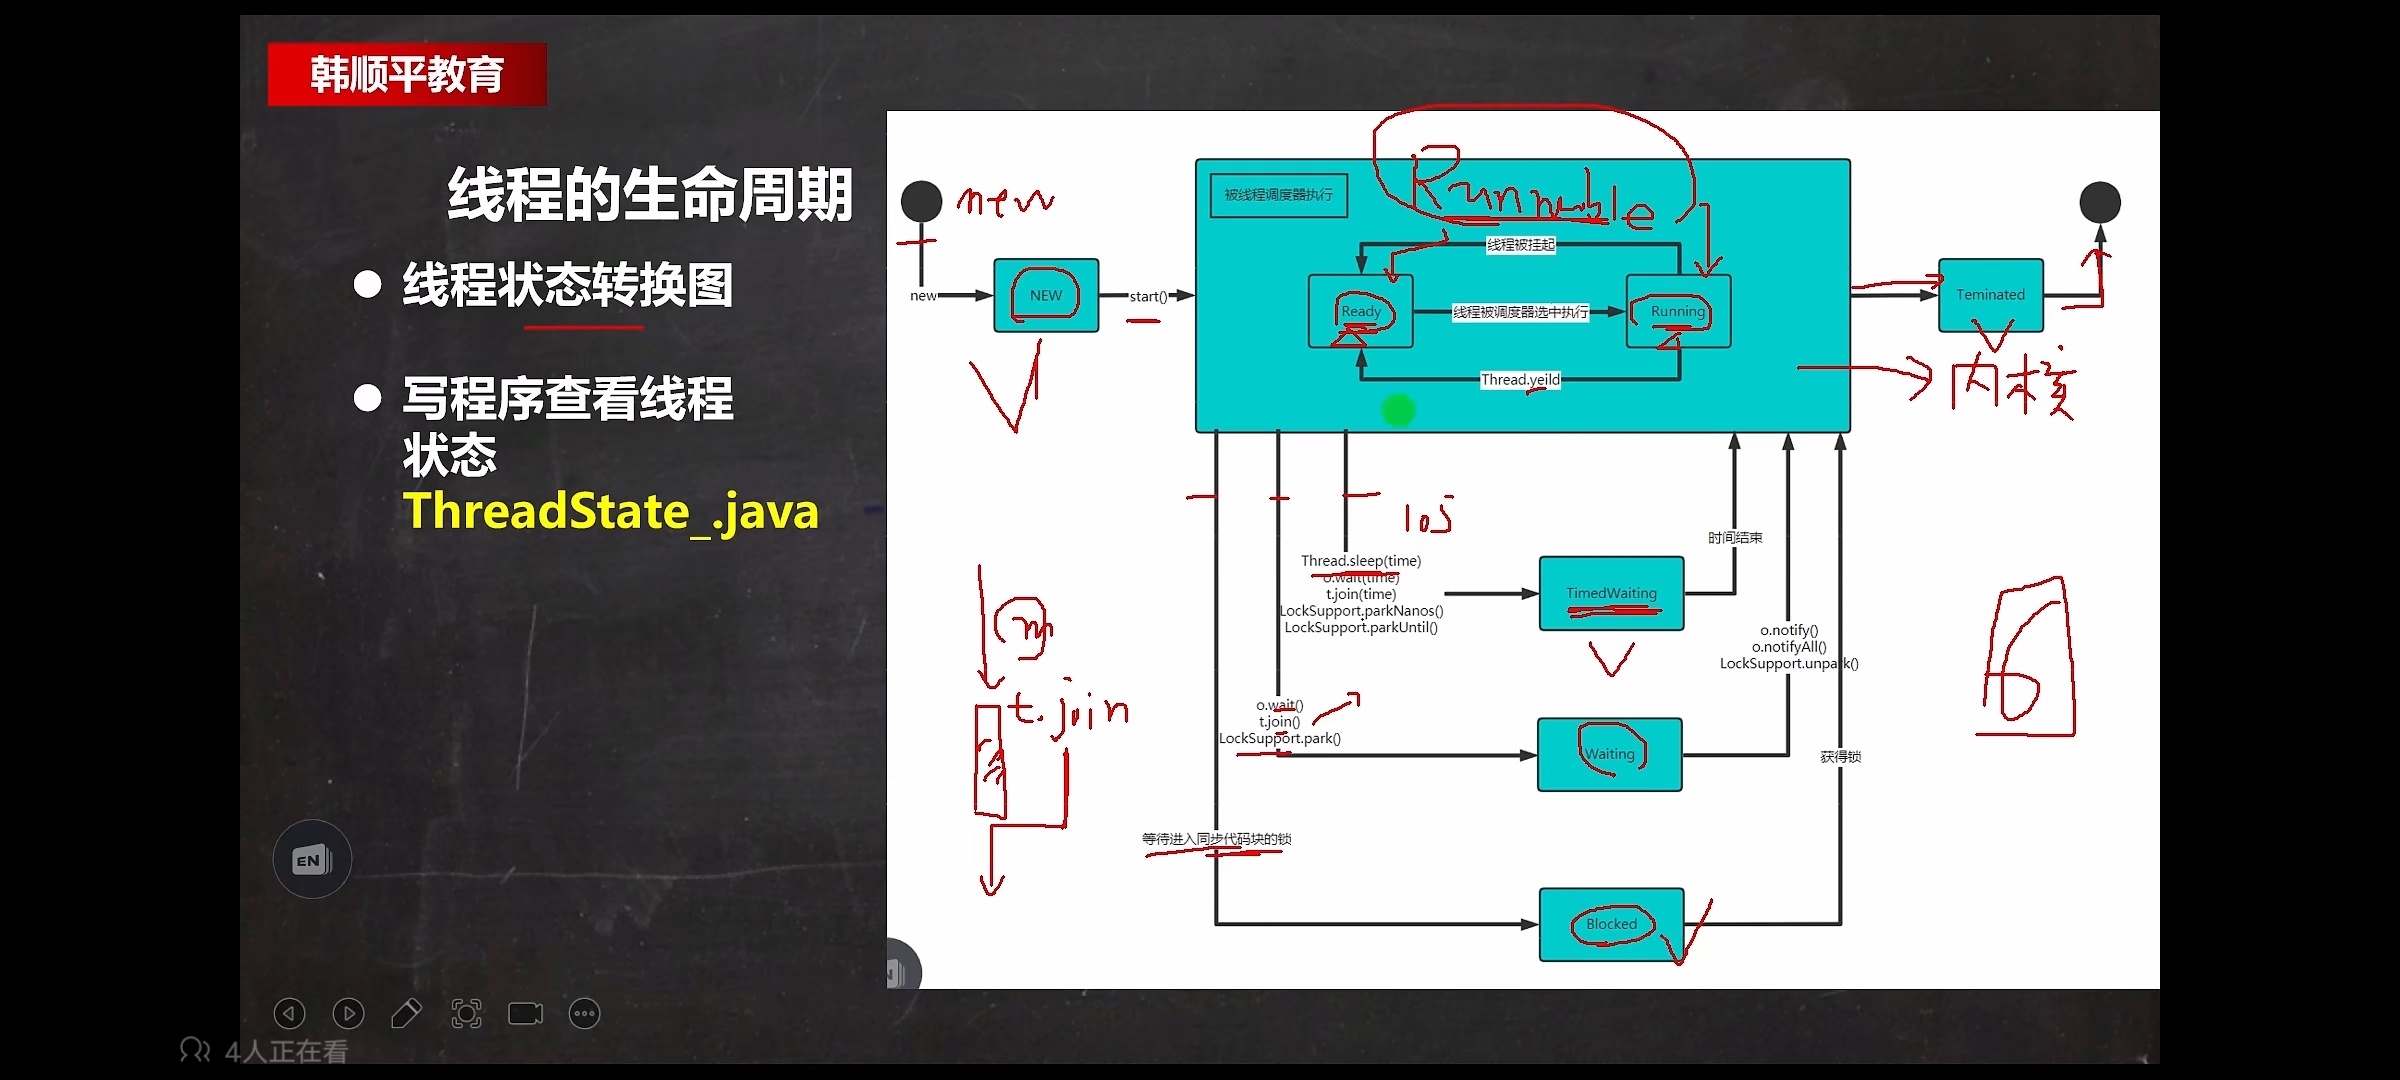 韩顺平教育
线程的生命周期
线程状态转换图
写程序查看线程
状态
ThreadState_.java
Runnable
被线程调度器执行
new
线程被挂起
new
NEW
start()
Ready
线程被调度器选中执行
Running
Teminated
Thread.yeild
内核
10s
时间结束
Thread.sleep(time)
o.wait(time)
t.join(time)
LockSupport.parkNanos()
LockSupport.parkUntil()
TimedWaiting
o.notify()
o.notifyAll()
LockSupport.unpark()
t.join
o.wait()
t.join()
LockSupport.park()
Waiting
获得锁
等待进入同步代码块的锁
Blocked
EN
4人正在看